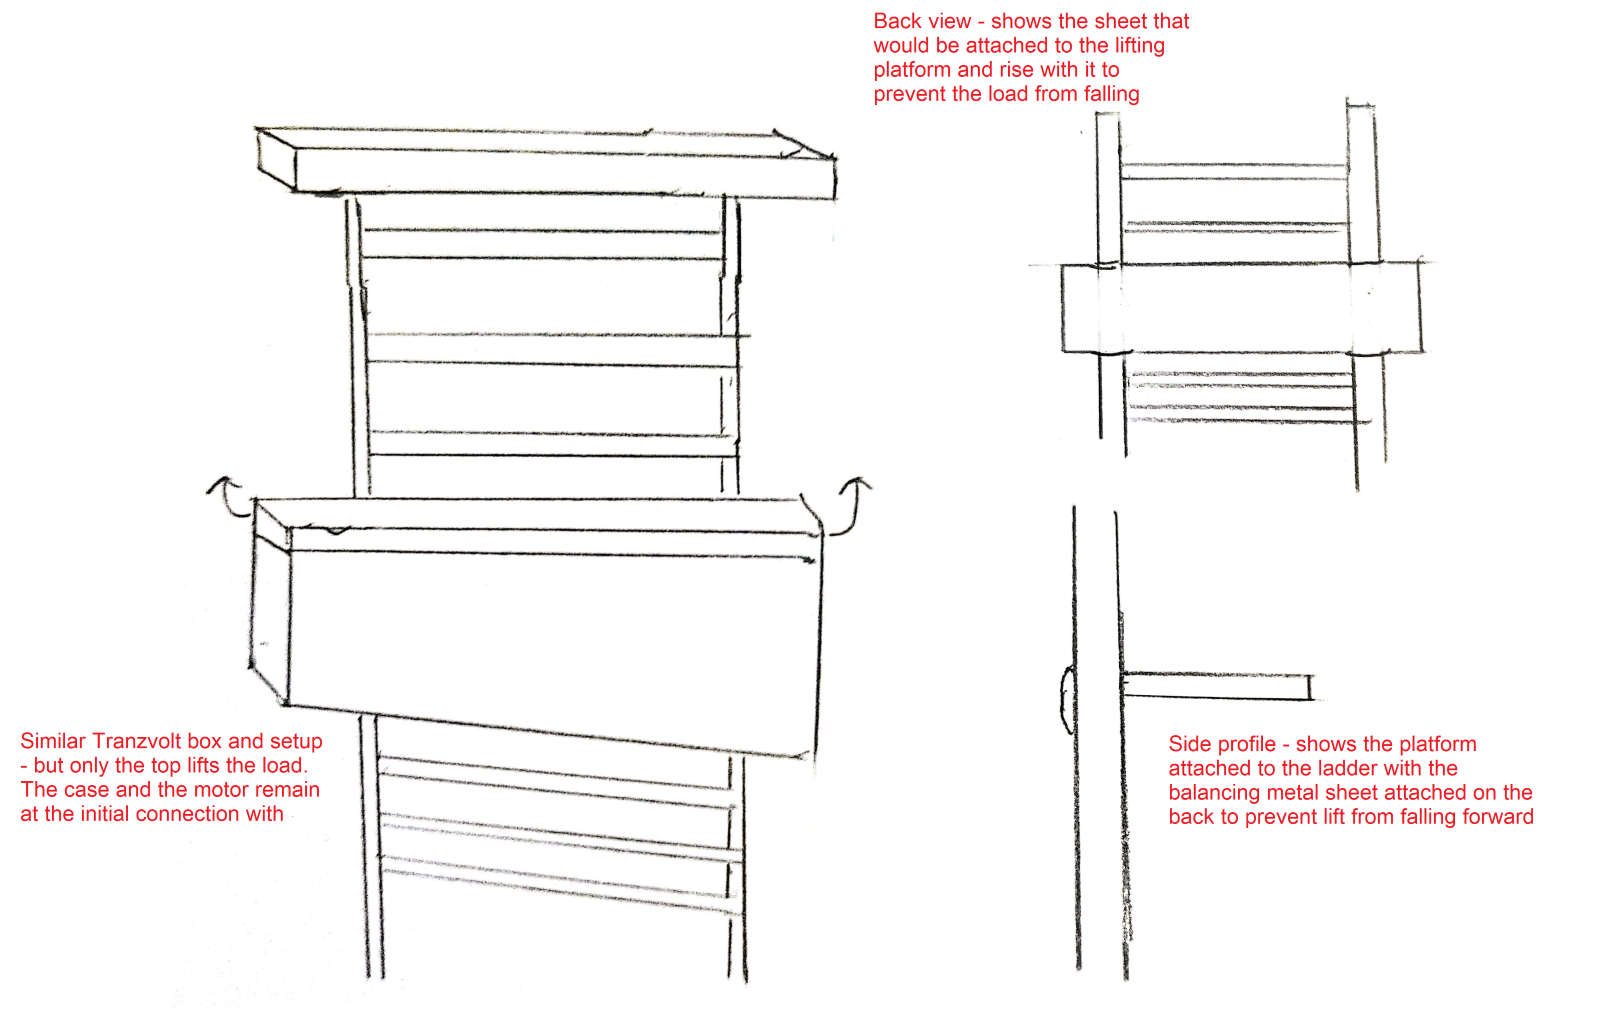 Back view - shows the sheet that
would be attached to the lifting
platform and rise with it to
prevent the load from falling
Similar Tranzvolt box and setup
- but only the top lifts the load.
The case and the motor remain
at the initial connection with
Side profile - shows the platform
attached to the ladder with the
balancing metal sheet attached on the
back to prevent lift from falling forward